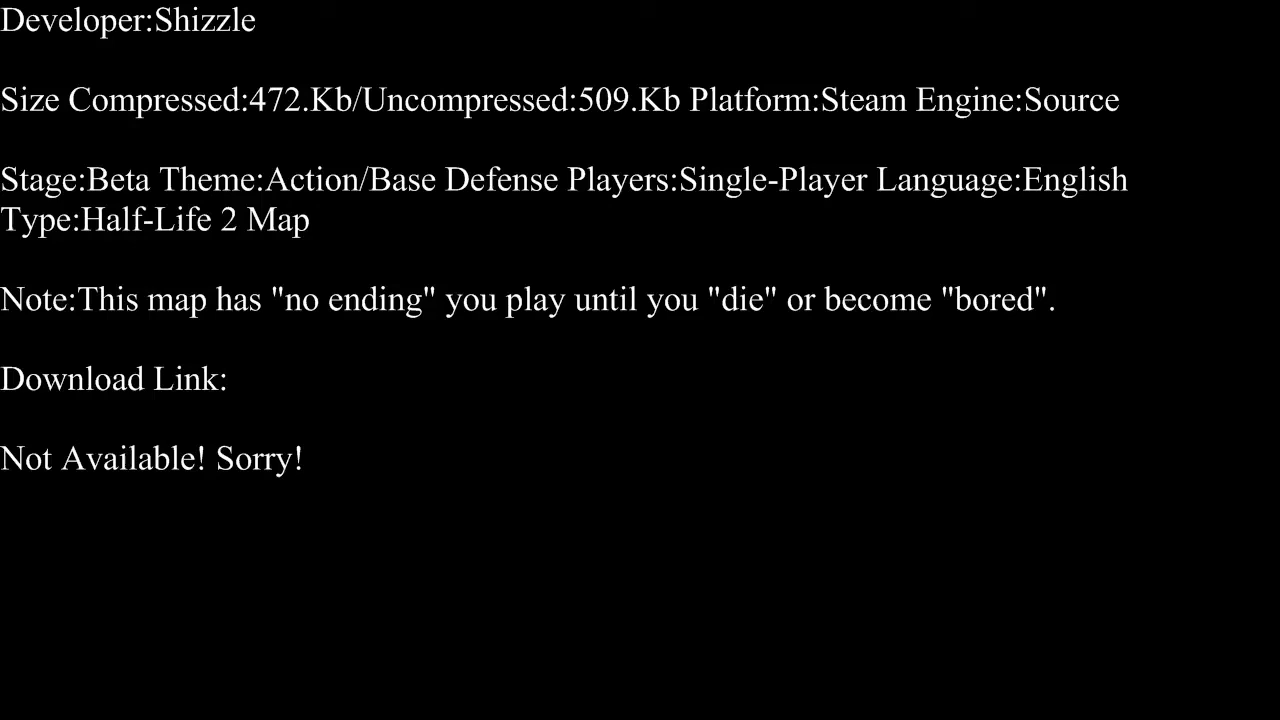 Developer:Shizzle
Size Compressed:472.Kb/Uncompressed:509.Kb Platform:Steam Engine:Source
Stage:Beta Theme:Action/Base Defense Players:Single-Player Language:English
Type:Half-Life 2 Map
Note:This map has "no ending" you play until you "die" or become "bored".
Download Link:
Not Available! Sorry!